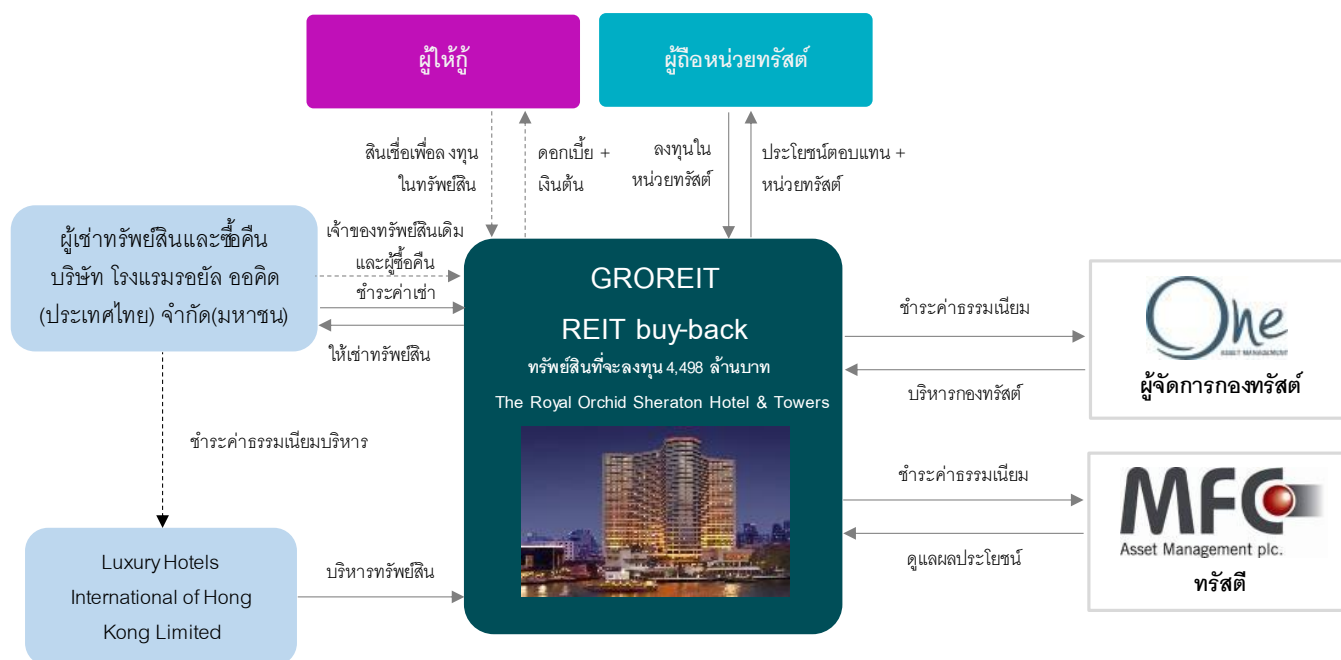 ผู้ให้กู้
ผู้ถือหน่วยทรัสต์
สินเชื่อเพื่อลงทุน
ในทรัพย์สิน
ดอกเบี้ย +
เงินต้น
ลงทุนใน
หน่วยทรัสต์
ประโยชน์ตอบแทน +
หน่วยทรัสต์
ผู้เช่าทรัพย์สินและซื้อคืน
บริษัท โรงแรมรอยัล ออคิด
(ประเทศไทย) จำกัด(มหาชน)
เจ้าของทรัพย์สินเดิม
และผู้ซื้อคืน
ชำระค่าเช่า
ให้เช่าทรัพย์สิน
GROREIT
REIT buy-back
ทรัพย์สินที่จะลงทุน 4,498 ล้านบาท
The Royal Orchid Sheraton Hotel & Towers
ชำระค่าธรรมเนียม
บริหารกองทรัสต์
One
ASSET MANAGEMENT
ผู้จัดการกองทรัสต์
ชำระค่าธรรมเนียมบริหาร
ชำระค่าธรรมเนียม
ดูแลผลประโยชน์
MFC
Asset Management plc.
ทรัสตี
Luxury Hotels
International of Hong
Kong Limited
บริหารทรัพย์สิน